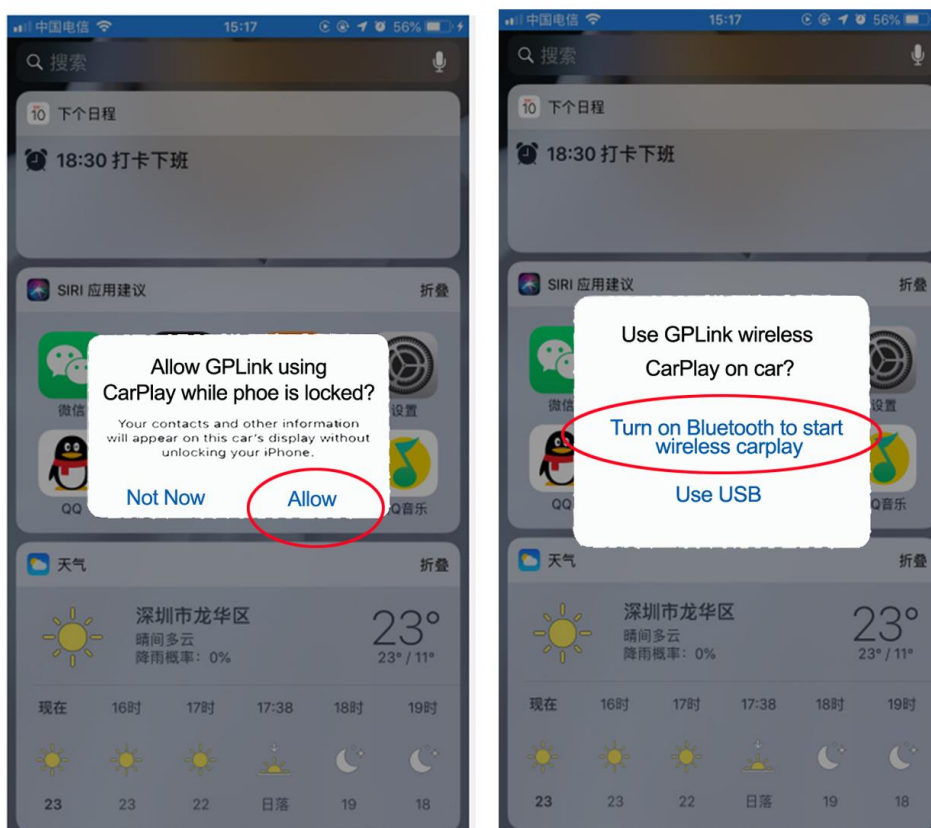 中国电信 15:17 56%
搜索
10 下个日程
18:30 打卡下班
SIRI 应用建议 折叠
Allow GPLink using
CarPlay while phoe is locked?
Your contacts and other information
will appear on this car's display without
unlocking your iPhone.
Not Now Allow
微信 设置
QQ QQ音乐
天气 折叠
深圳市龙华区
晴间多云
降雨概率：0%
23°
23°/11°
现在 16时 17时 17:38 18时 19时
23 23 22 日落 19 18
中国电信 15:17 56%
搜索
10 下个日程
18:30 打卡下班
SIRI 应用建议 折叠
Use GPLink wireless
CarPlay on car?
Turn on Bluetooth to start
wireless carplay
Use USB
微信 设置
QQ Q音乐
天气 折叠
深圳市龙华区
晴间多云
降雨概率：0%
23°
23°/11°
现在 16时 17时 17:38 18时 19时
23 23 22 日落 19 18